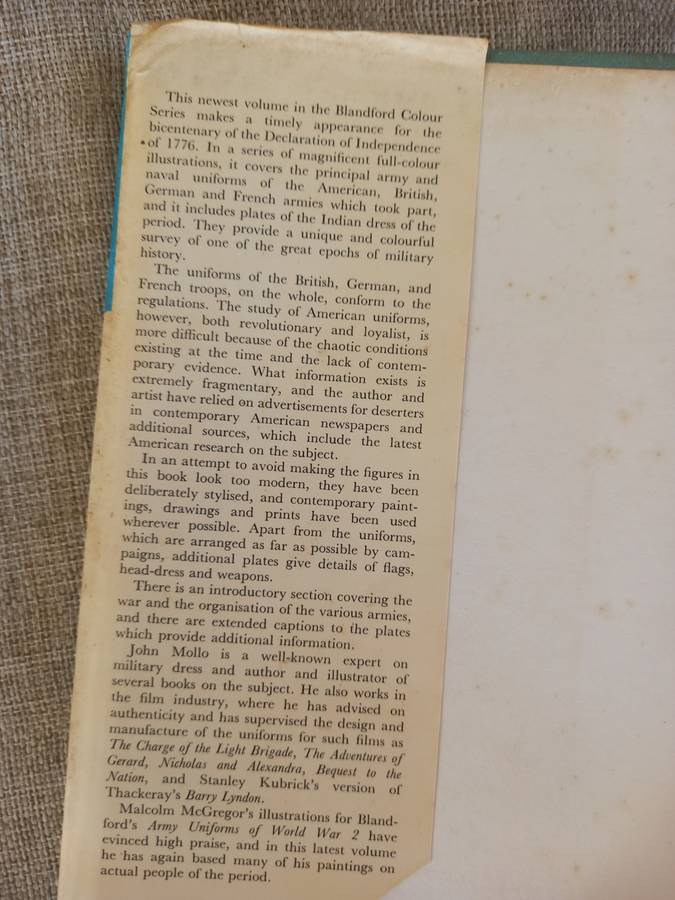 This newest volume in the Blandford Colour
Series makes a timely appearance for the
bicentenary of the Declaration of Independence
of 1776. In a series of magnificent full-colour
illustrations, it covers the principal army and
naval uniforms of the American, British,
German and French armies which took part,
and it includes plates of the Indian dress of the
period. They provide a unique and colourful
survey of one of the great epochs of military
history.
The uniforms of the British, German, and
French troops, on the whole, conform to the
regulations. The study of American uniforms,
however, both revolutionary and loyalist, is
more difficult because of the chaotic conditions
existing at the time and the lack of contem-
porary evidence. What information exists is
extremely fragmentary, and the author and
artist have relied on advertisements for deserters
in contemporary American newspapers and
additional sources, which include the latest
American research on the subject.
In an attempt to avoid making the figures in
this book look too modern, they have been
deliberately stylised, and contemporary paint-
ings, drawings and prints have been used
wherever possible. Apart from the uniforms,
which are arranged as far as possible by cam-
paigns, additional plates give details of flags,
head-dress and weapons.
There is an introductory section covering the
war and the organisation of the various armies,
and there are extended captions to the plates
which provide additional information.
John Mollo is a well-known expert on
military dress and author and illustrator of
several books on the subject. He also works in
the film industry, where he has advised on
authenticity and has supervised the design and
manufacture of the uniforms for such films as
The Charge of the Light Brigade, The Adventures of
Gerard, Nicholas and Alexandra, Bequest to the
Nation, and Stanley Kubrick's version of
Thackeray's Barry Lyndon.
Malcolm McGregor's illustrations for Bland-
ford's Army Uniforms of World War 2 have
evinced high praise, and in this latest volume
he has again based many of his paintings on
actual people of the period.